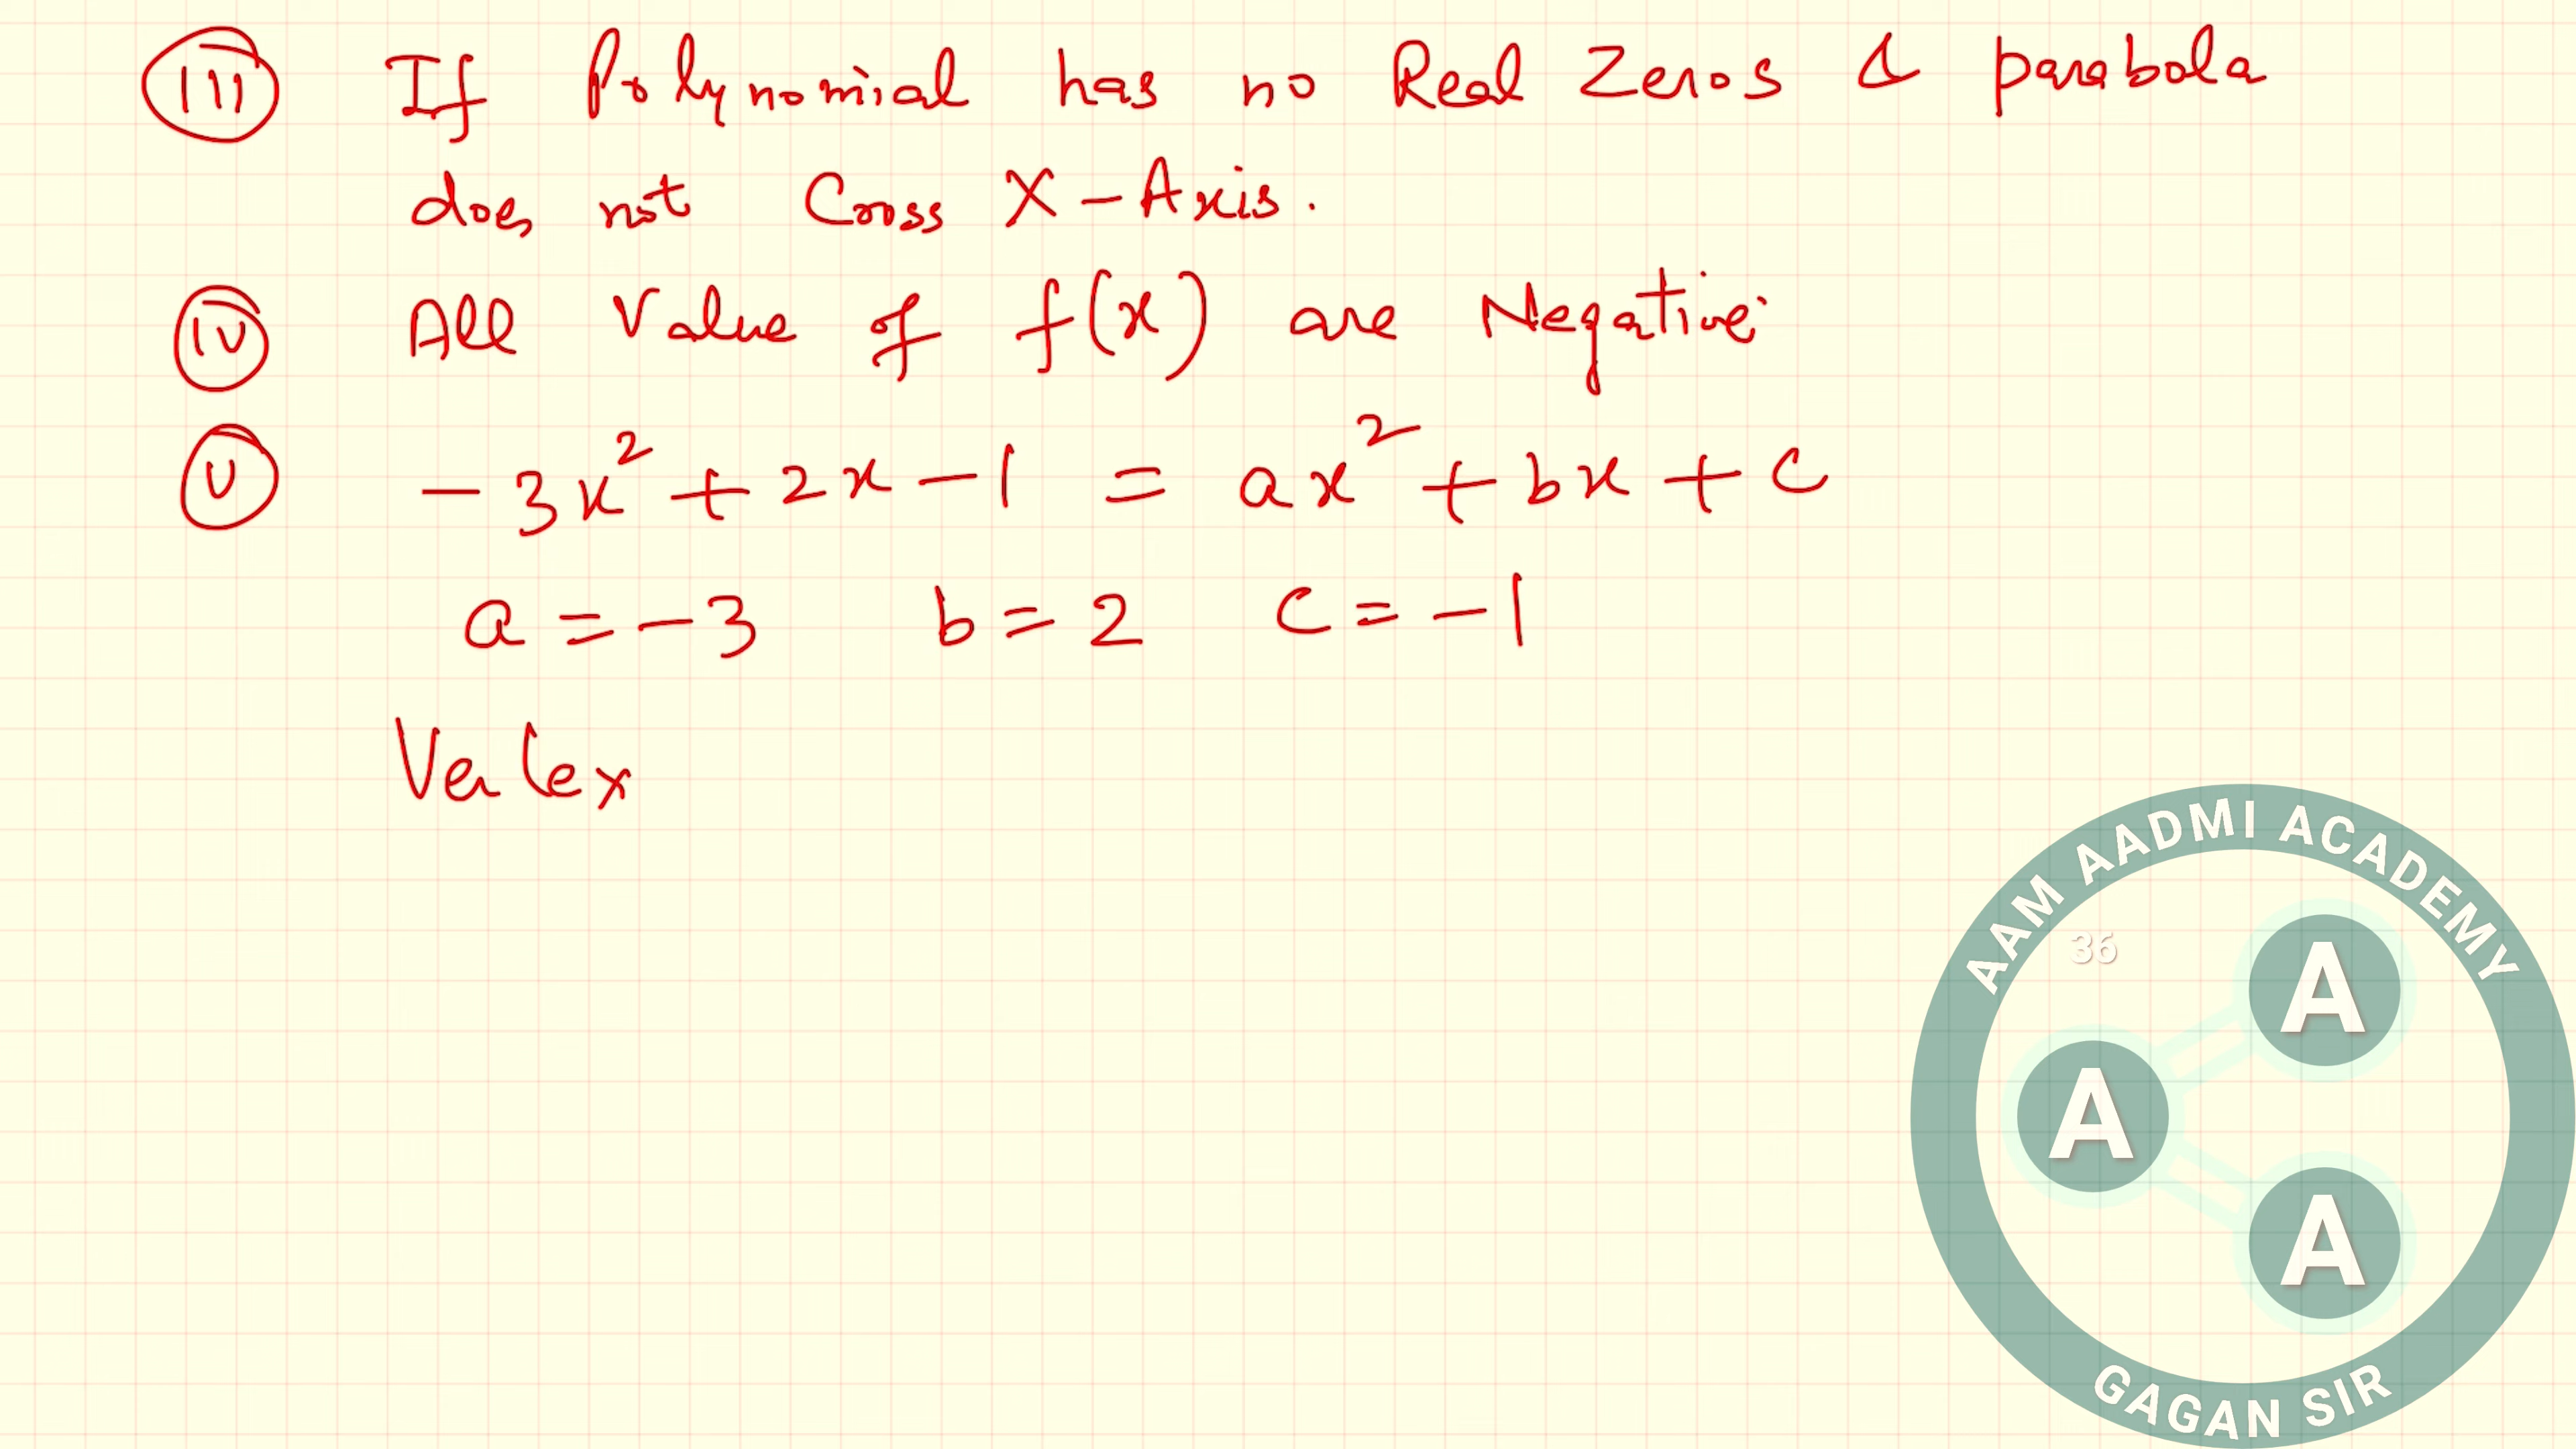 (iii) If Polynomial has no Real Zeros & parabola
does not Cross X-Axis.
(iv) All Value of f(x) are Negative
(v) -3x² + 2x - 1 = ax² + bx + c
a = -3 b = 2 c = -1
Vertex
AAM AADMI ACADEMY
36
A
A
A
GAGAN SIR